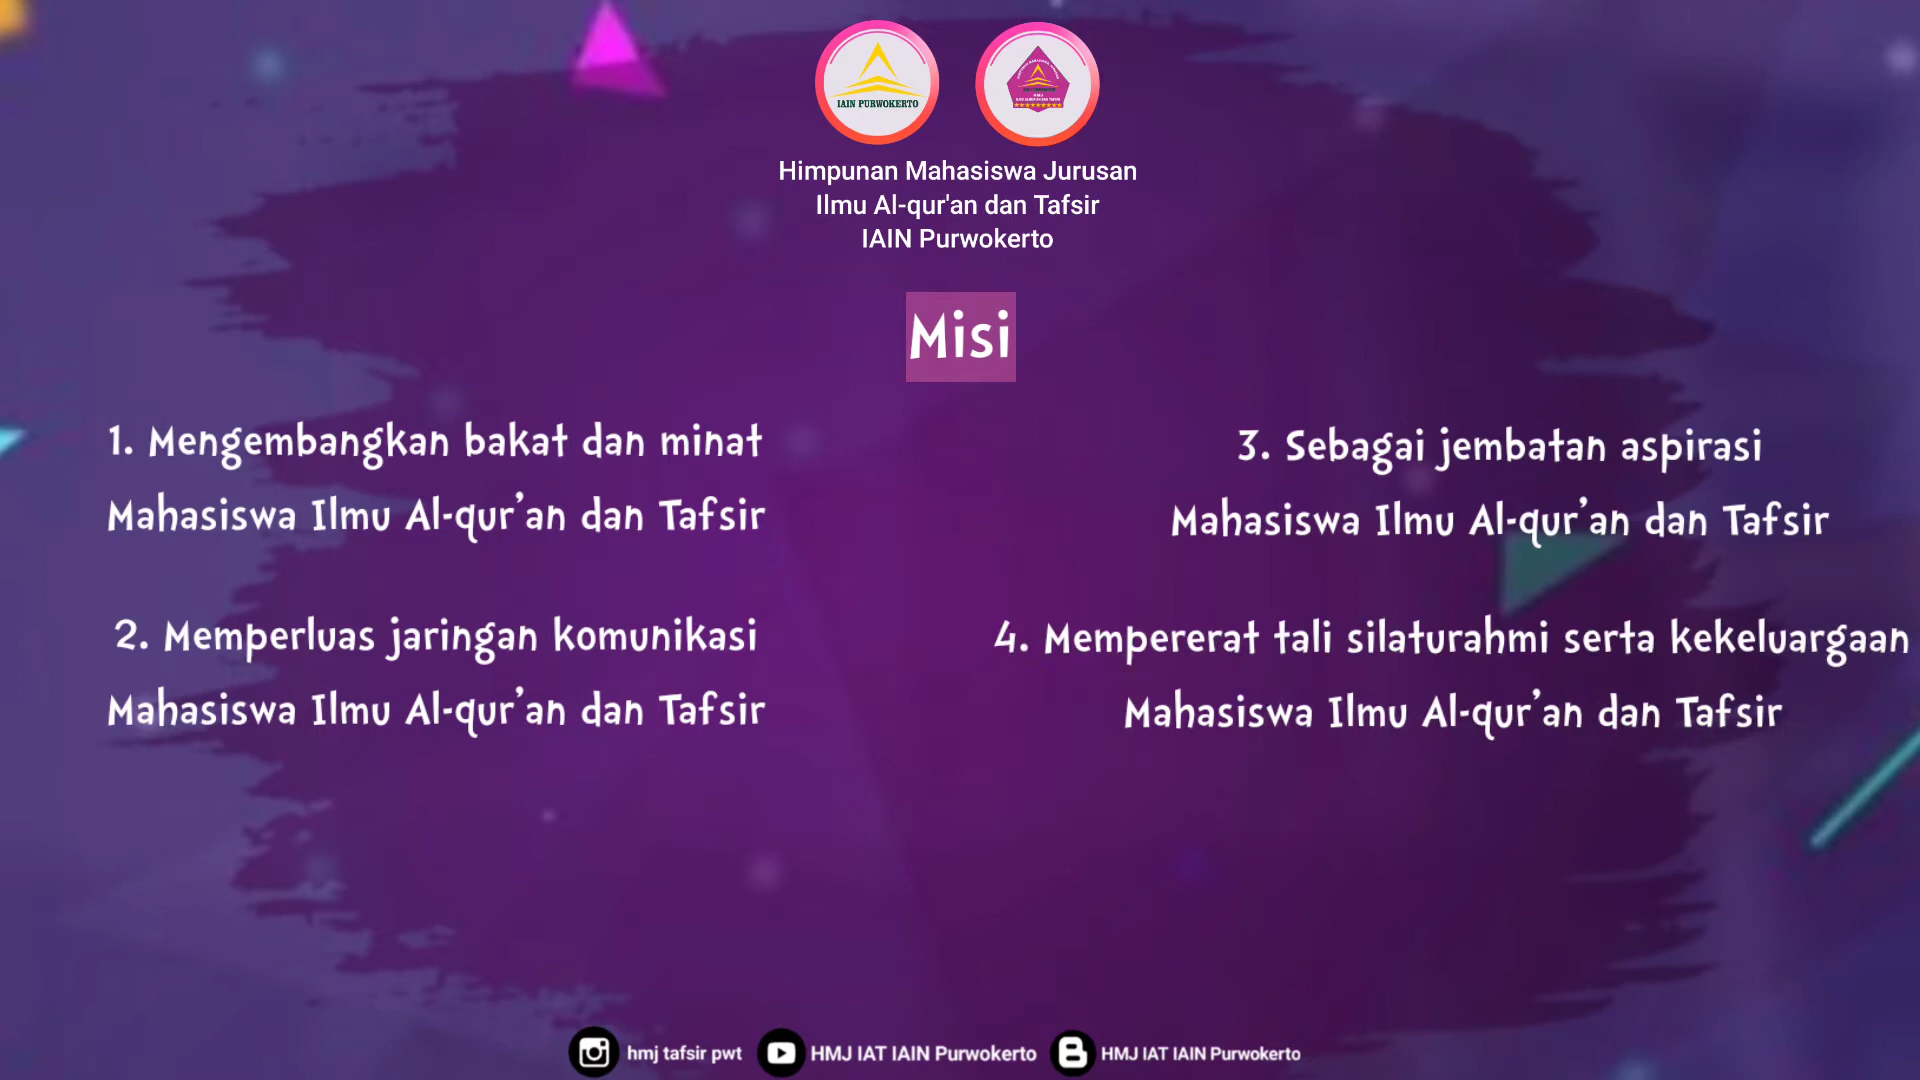 IAIN PURWOKERTO
Himpunan Mahasiswa Jurusan
Ilmu Al-qur'an dan Tafsir
IAIN Purwokerto
Misi
1. Mengembangkan bakat dan minat
Mahasiswa Ilmu Al-qur’an dan Tafsir
2. Memperluas jaringan komunikasi
Mahasiswa Ilmu Al-qur’an dan Tafsir
3. Sebagai jembatan aspirasi
Mahasiswa Ilmu Al-qur’an dan Tafsir
4. Mempererat tali silaturahmi serta kekeluargaan
Mahasiswa Ilmu Al-qur’an dan Tafsir
hmj tafsir pwt
HMJ IAT IAIN Purwokerto
HMJ IAT IAIN Purwokerto